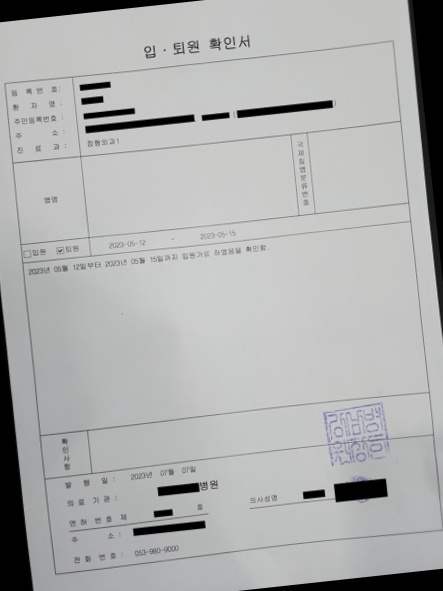 입 · 퇴원 확인서
등 록 번 호:
환 자 명 :
주민등록번호 :
주 소 :
진 료 과 : 정형외과1
병명
국제질병분류번호
입원 퇴원 2023-05-12 - 2023-05-15
2023년 05월 12일부터 2023년 05월 15일까지 입원가료 하였음을 확인함.
확인사항
발 행 일 : 2023년 07월 07일
의료 기관 : 병원
면허 번호 제 호
의사성명
주 소 :
전 화 번 호 : 053-980-9000